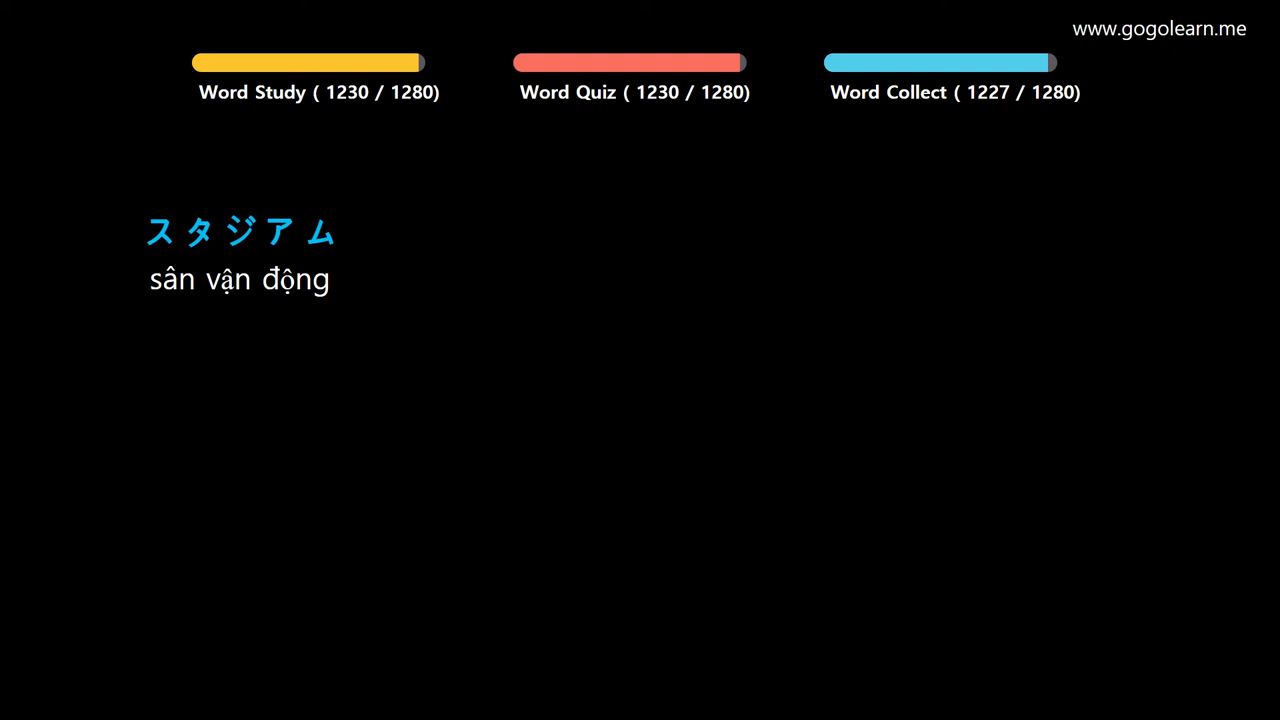 www.gogolearn.me
Word Study ( 1230 / 1280)
Word Quiz ( 1230 / 1280)
Word Collect ( 1227 / 1280)
スタジアム
sân vận động